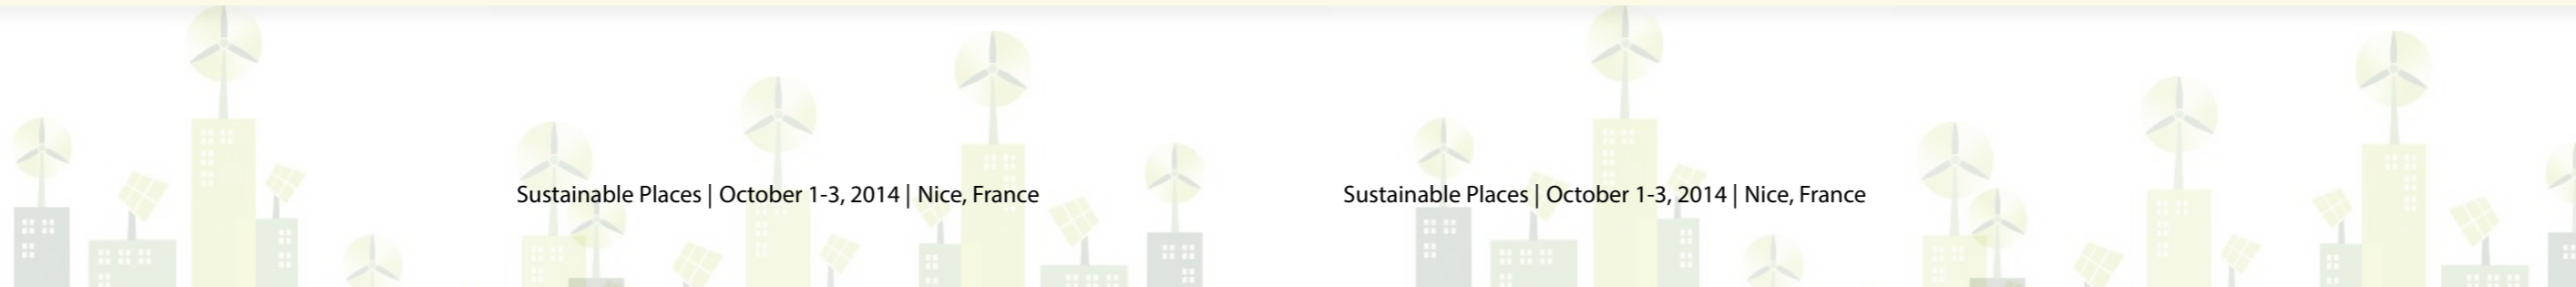 Sustainable Places | October 1-3, 2014 | Nice, France
Sustainable Places | October 1-3, 2014 | Nice, France